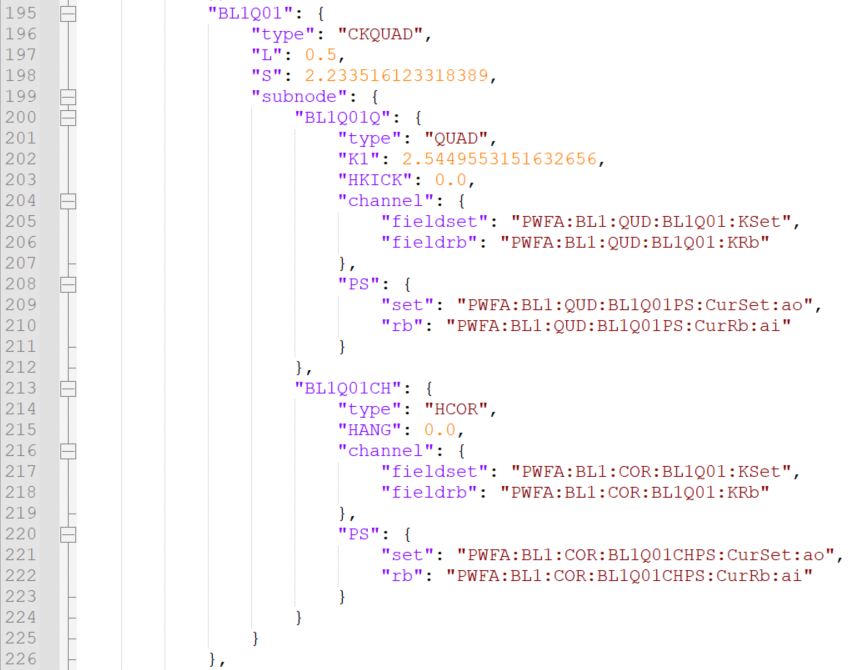 195 "BL1Q01": {
196 "type": "CKQUAD",
197 "L": 0.5,
198 "S": 2.233516123318389,
199 "subnode": {
200 "BL1Q01Q": {
201 "type": "QUAD",
202 "K1": 2.5449553151632656,
203 "HKICK": 0.0,
204 "channel": {
205 "fieldset": "PWFA:BL1:QUD:BL1Q01:KSet",
206 "fieldrb": "PWFA:BL1:QUD:BL1Q01:KRb"
207 },
208 "PS": {
209 "set": "PWFA:BL1:QUD:BL1Q01PS:CurSet:ao",
210 "rb": "PWFA:BL1:QUD:BL1Q01PS:CurRb:ai"
211 }
212 },
213 "BL1Q01CH": {
214 "type": "HCOR",
215 "HANG": 0.0,
216 "channel": {
217 "fieldset": "PWFA:BL1:COR:BL1Q01:KSet",
218 "fieldrb": "PWFA:BL1:COR:BL1Q01:KRb"
219 },
220 "PS": {
221 "set": "PWFA:BL1:COR:BL1Q01CHPS:CurSet:ao",
222 "rb": "PWFA:BL1:COR:BL1Q01CHPS:CurRb:ai"
223 }
224 }
225 }
226 },